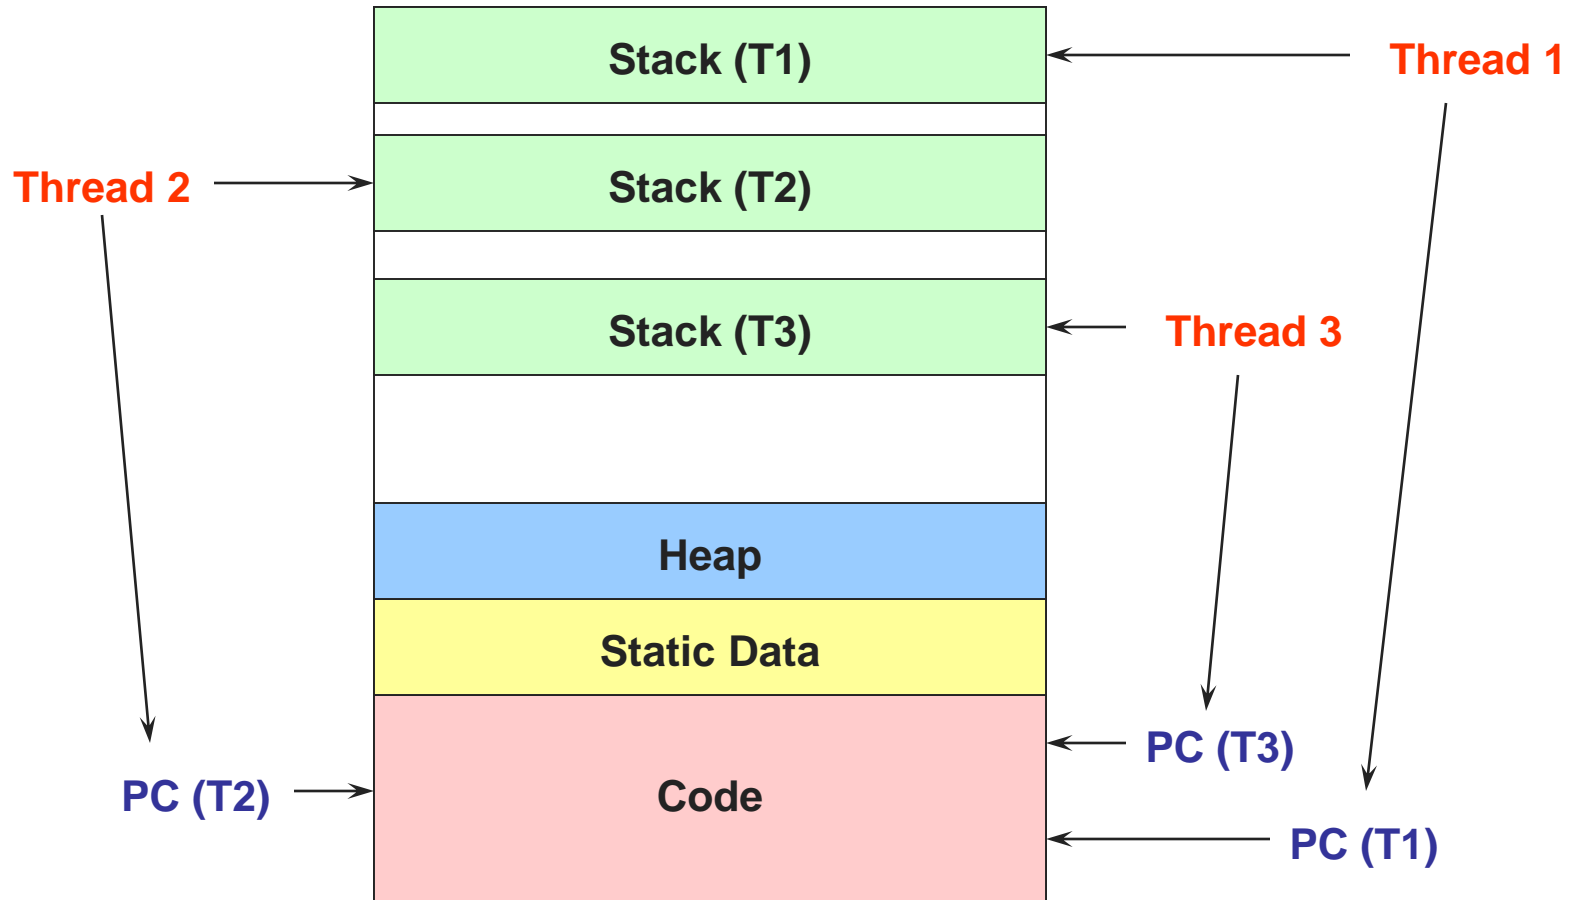 Stack (T1)
Thread 1
Thread 2
Stack (T2)
Stack (T3)
Thread 3
Heap
Static Data
PC (T3)
PC (T2)
Code
PC (T1)